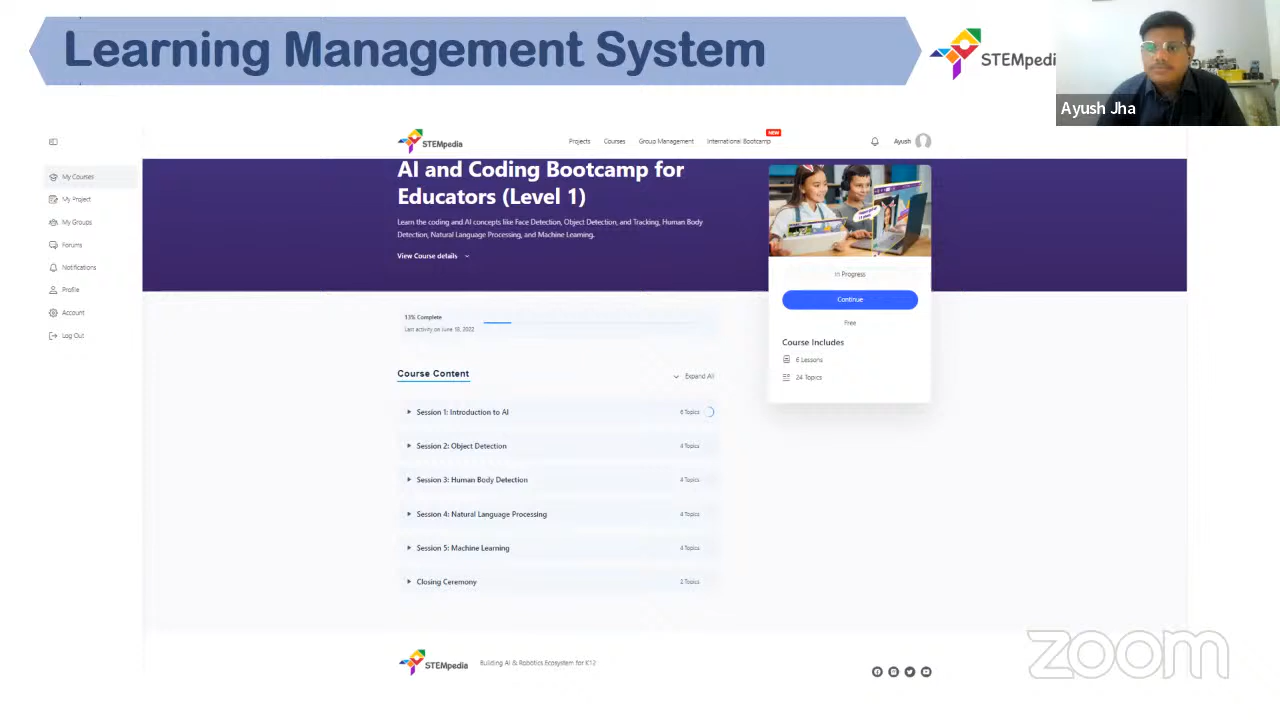 Learning Management System
STEMpedi
Ayush Jha
STEMpedia
Projects
Courses
Group Management
International Bootcamp
NEW
Ayush
My Courses
My Project
My Groups
Forums
Notifications
Profile
Account
Log Out
AI and Coding Bootcamp for
Educators (Level 1)
Learn the coding and AI concepts like Face Detection, Object Detection, and Tracking, Human Body
Detection, Natural Language Processing, and Machine Learning.
View Course details
In Progress
Continue
Free
Course Includes
6 Lessons
24 Topics
13% Complete
Last activity on June 18, 2022
Course Content
Expand All
Session 1: Introduction to AI
6 Topics
Session 2: Object Detection
4 Topics
Session 3: Human Body Detection
4 Topics
Session 4: Natural Language Processing
4 Topics
Session 5: Machine Learning
4 Topics
Closing Ceremony
2 Topics
STEMpedia
Building AI & Robotics Ecosystem for K12
zoom